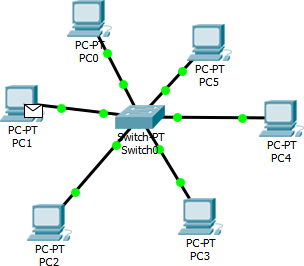 PC-PT
PC0
PC-PT
PC5
PC-PT
PC1
Switch-PT
Switch0
PC-PT
PC4
PC-PT
PC2
PC-PT
PC3